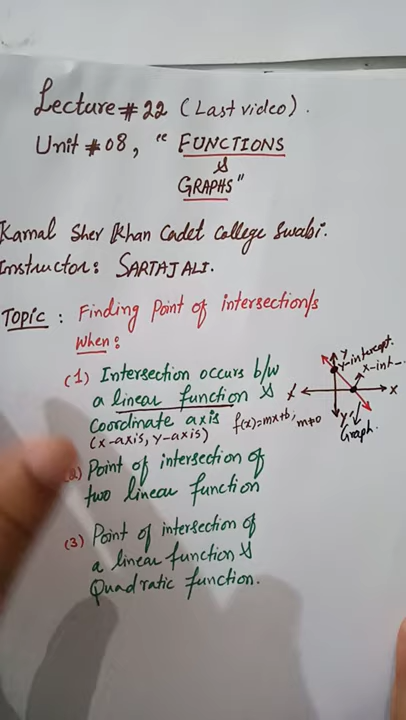 Lecture # 22 (Last video).
Unit # 08, " FUNCTIONS
&
GRAPHS"
Kamal Sher Khan Cadet College Swabi.
Instructor: SARTAJ ALI.
Topic: Finding Point of intersection/s
When:
(1) Intersection occurs b/w
a linear function &
coordinate axis
(x-axis, y-axis) f(x)=mx+b, m≠0
Y
Y-intercept.
x-int
X
X
Y
Graph.
(2) Point of intersection of
two linear function
(3) Point of intersection of
a linear function &
Quadratic function.